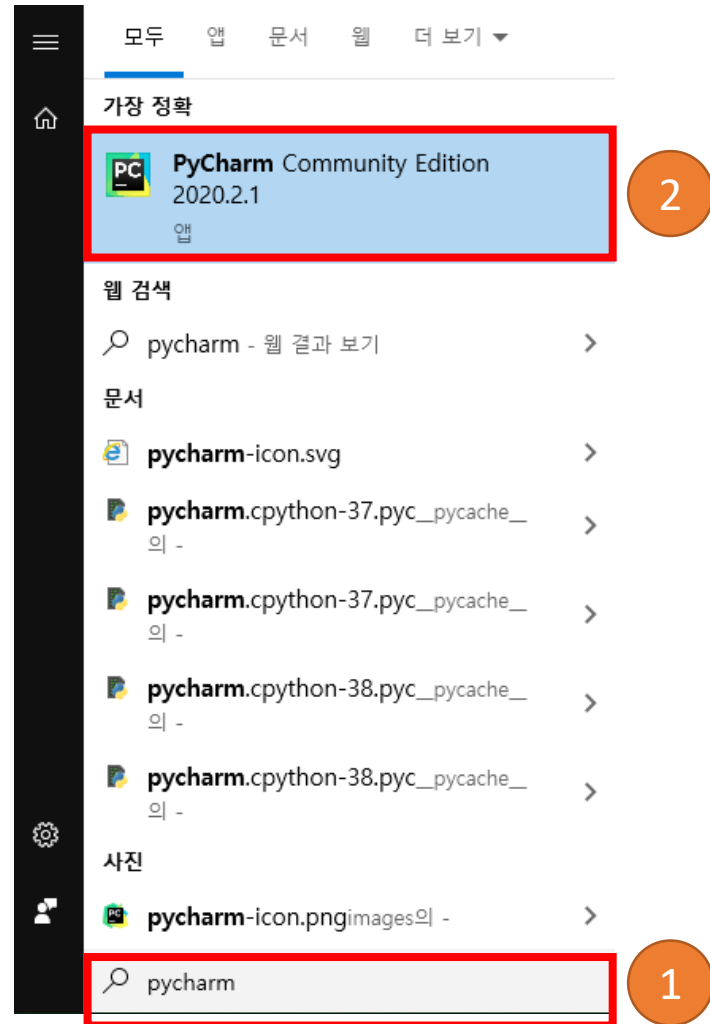 모두 앱 문서 웹 더 보기
가장 정확
PC
PyCharm Community Edition
2020.2.1
앱
2
웹 검색
pycharm - 웹 결과 보기
문서
pycharm-icon.svg
pycharm.cpython-37.pyc__pycache__
의 -
pycharm.cpython-37.pyc__pycache__
의 -
pycharm.cpython-38.pyc__pycache__
의 -
pycharm.cpython-38.pyc__pycache__
의 -
사진
pycharm-icon.pngimages의 -
pycharm
1